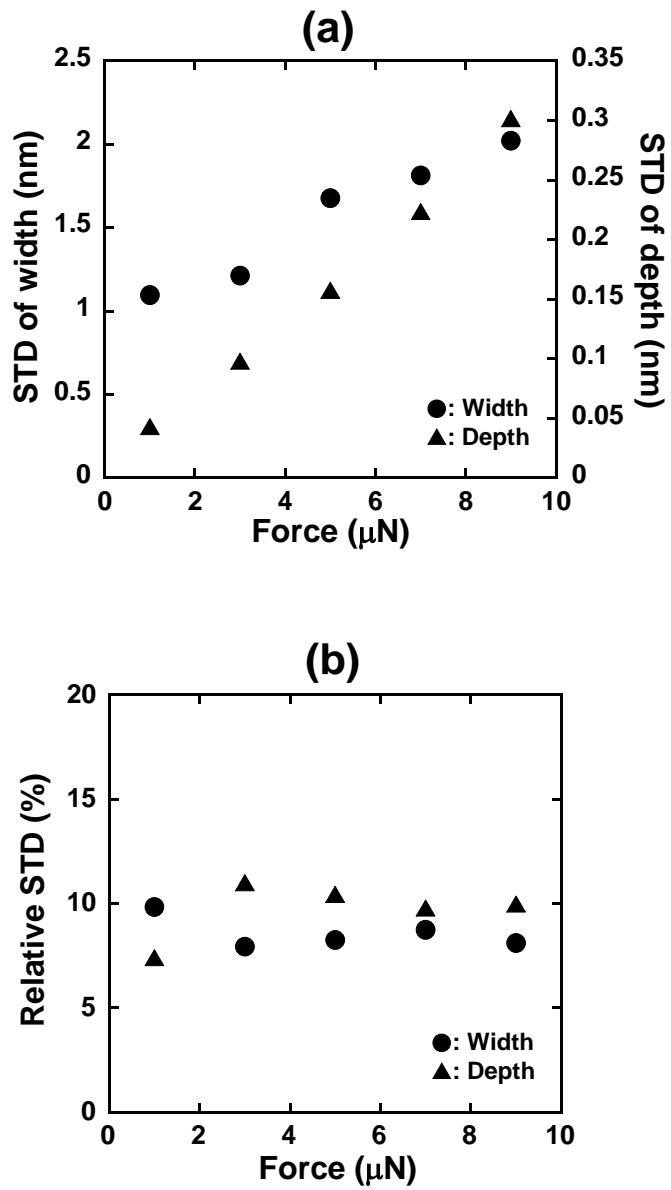 (a)
2.5
2
1.5
1
0.5
0
STD of width (nm)
0.35
0.3
0.25
0.2
0.15
0.1
0.05
0
STD of depth (nm)
●: Width
▲: Depth
0 2 4 6 8 10
Force (μN)
(b)
20
15
10
5
0
Relative STD (%)
●: Width
▲: Depth
0 2 4 6 8 10
Force (μN)